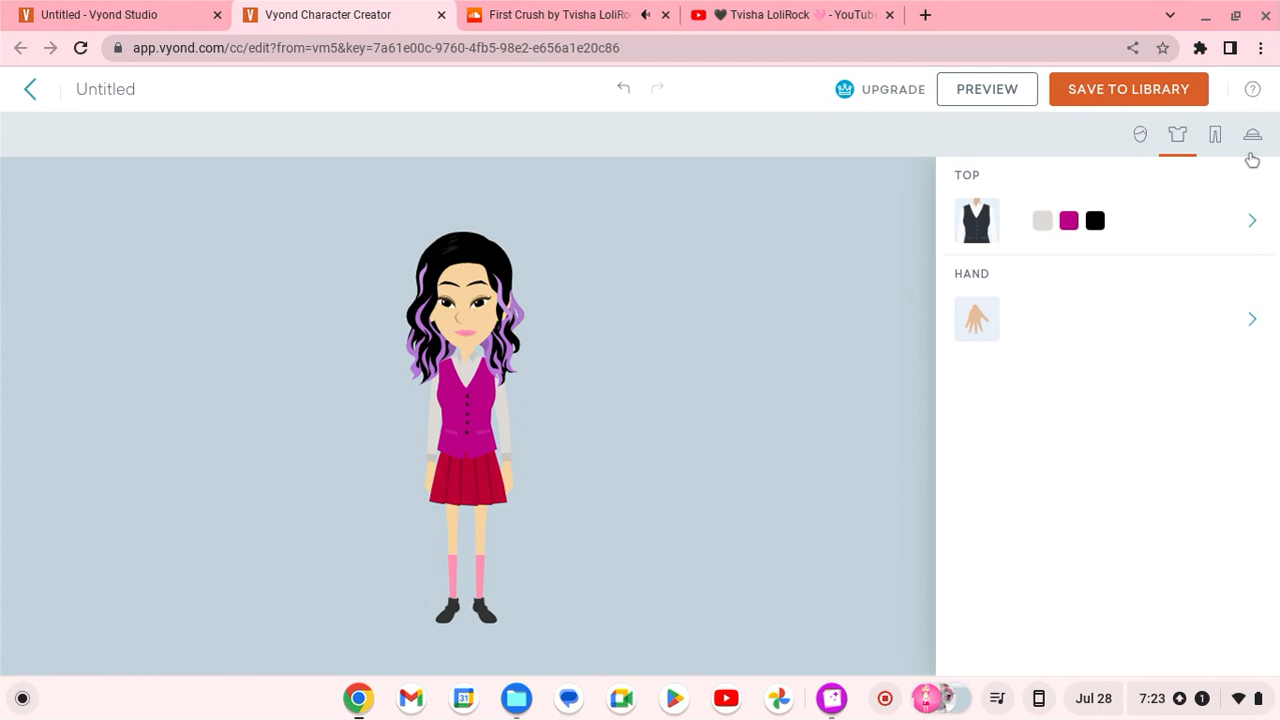 Untitled - Vyond Studio
Vyond Character Creator
First Crush by Tvisha LoliRo
🖤 Tvisha LoliRock 🩷 - YouTube
app.vyond.com/cc/edit?from=vm5&key=7a61e00c-9760-4fb5-98e2-e656a1e20c86
Untitled
UPGRADE
PREVIEW
SAVE TO LIBRARY
TOP
HAND
31
Jul 28
7:23
1